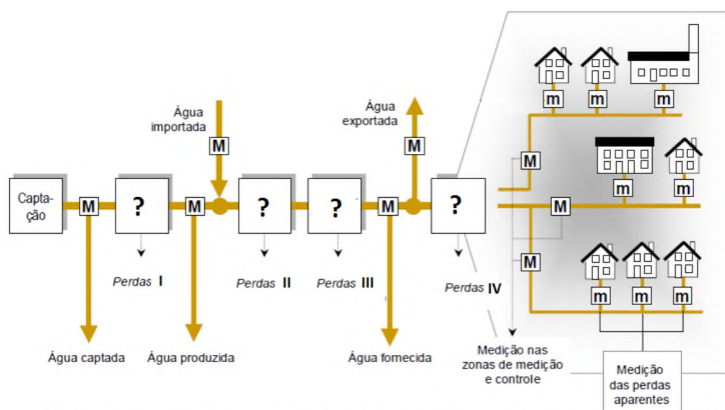 Água
importada
M
Água
exportada
M
Capta-
ção
M
?
M
?
?
M
?
Perdas I
Perdas II
Perdas III
Perdas IV
Água captada
Água produzida
Água fornecida
m
m
m
M
m
m
M
M
m
m
m
Medição nas
zonas de medição
e controle
Medição
das perdas
aparentes